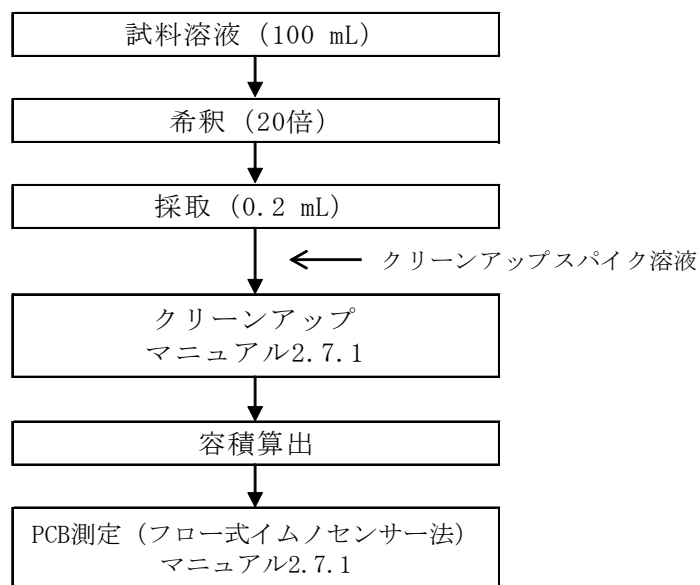 試料溶液 (100 mL)
希釈 (20倍)
採取 (0.2 mL)
クリーンアップスパイク溶液
クリーンアップ
マニュアル2.7.1
容積算出
PCB測定 (フロー式イムノセンサー法)
マニュアル2.7.1